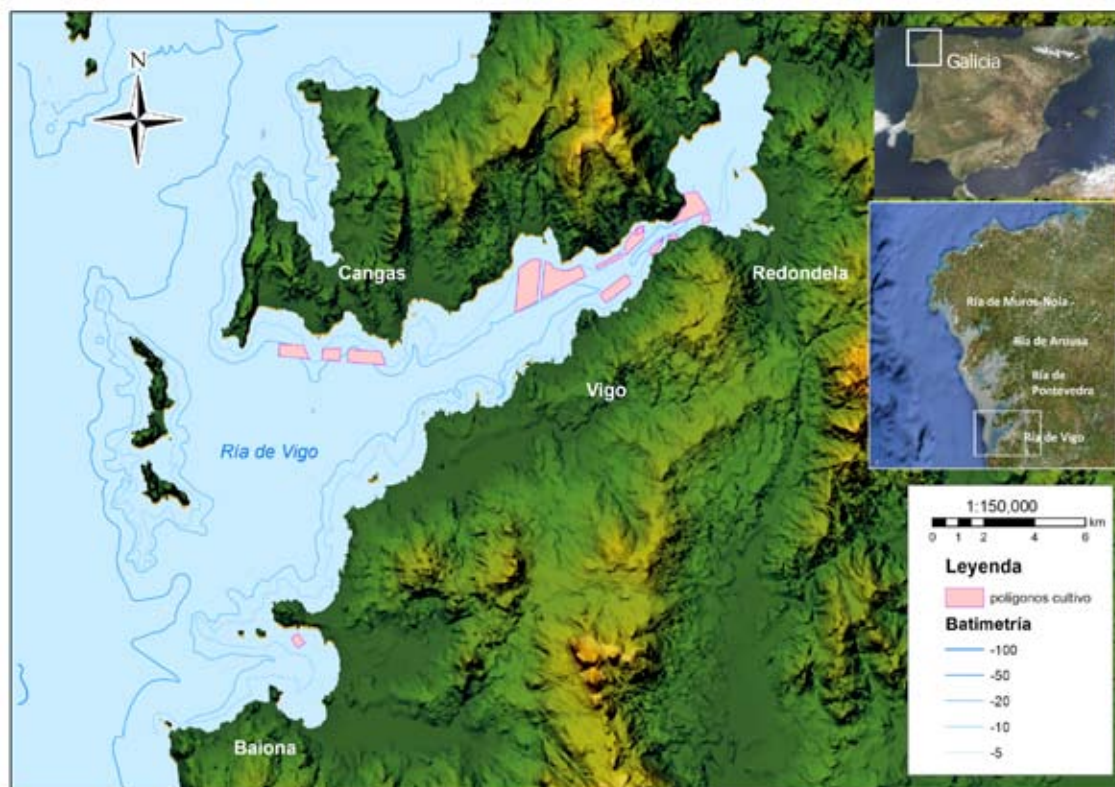 N
Galicia
Cangas
Redondela
Vigo
Ría de Vigo
Baiona
Ría de Muros-Noia
Ría de Arousa
Ría de
Pontevedra
Ría de Vigo
1:150,000
km
0 1 2 4 6
Leyenda
polígonos cultivo
Batimetría
-100
-50
-20
-10
-5